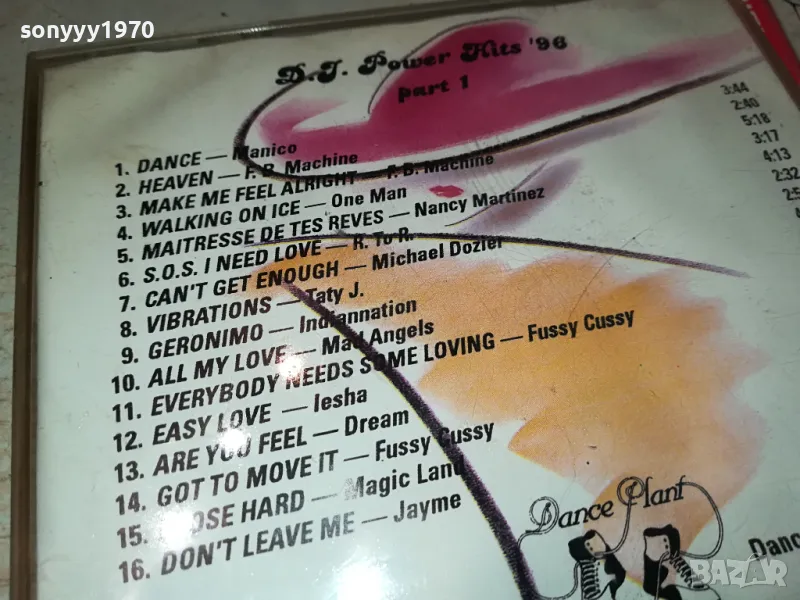 sonyyy1970
D.J. Power Hits '96
part 1
1. DANCE — Manico
2. HEAVEN — F. B. Machine
3. MAKE ME FEEL ALRIGHT — F. B. Machine
4. WALKING ON ICE — One Man
5. MAITRESSE DE TES REVES — Nancy Martinez
6. S.O.S. I NEED LOVE — R. To R.
7. CAN'T GET ENOUGH — Michael Dozier
8. VIBRATIONS — Taty J.
9. GERONIMO — Indiannation
10. ALL MY LOVE — Mad Angels
11. EVERYBODY NEEDS SOME LOVING — Fussy Cussy
12. EASY LOVE — Iesha
13. ARE YOU FEEL — Dream
14. GOT TO MOVE IT — Fussy Cussy
15. HARD — Magic Land
16. DON'T LEAVE ME — Jayme
3:44
2:40
5:18
3:17
4:13
2:32
Dance Plant
Danc
BAZAR